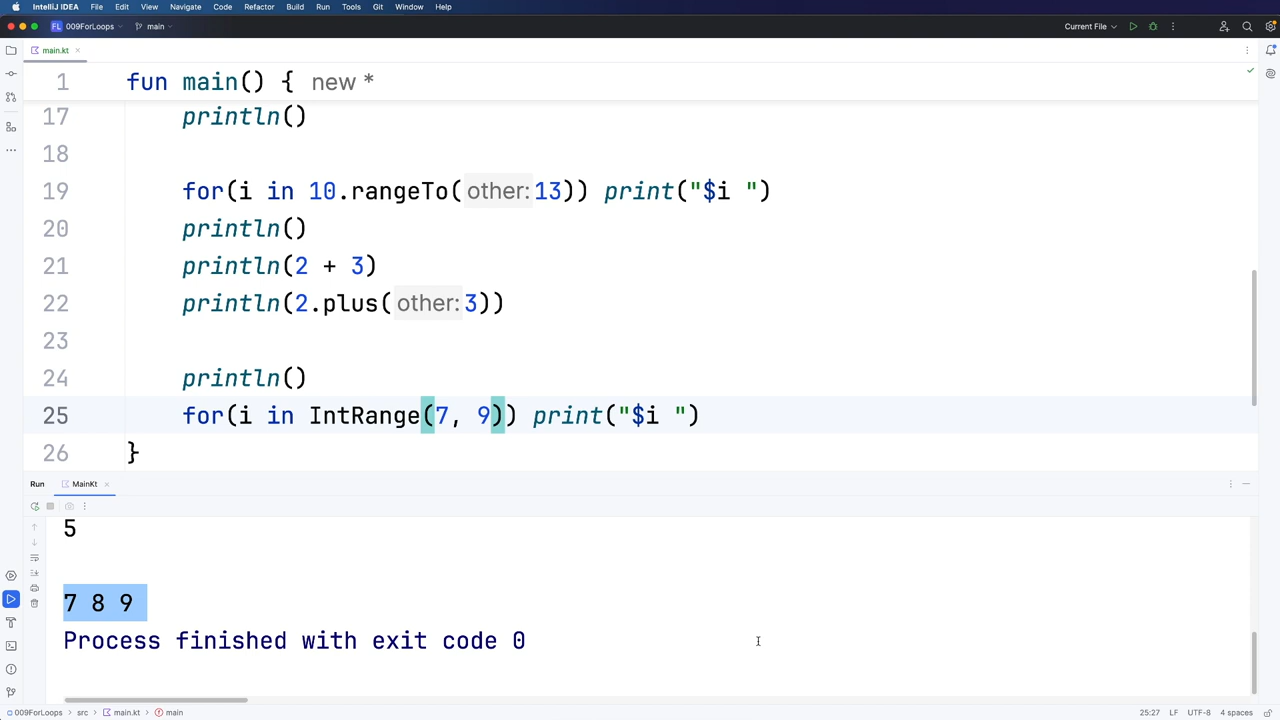 IntelliJ IDEA File Edit View Navigate Code Refactor Build Run Tools Git Window Help
FL 009ForLoops main Current File
main.kt
1 fun main() { new *
17 println()
18
19 for(i in 10.rangeTo( other: 13)) print("$i ")
20 println()
21 println(2 + 3)
22 println(2.plus( other: 3))
23
24 println()
25 for(i in IntRange(7, 9)) print("$i ")
26 }
Run MainKt
5
7 8 9
Process finished with exit code 0
009ForLoops > src > main.kt > main 25:27 LF UTF-8 4 spaces